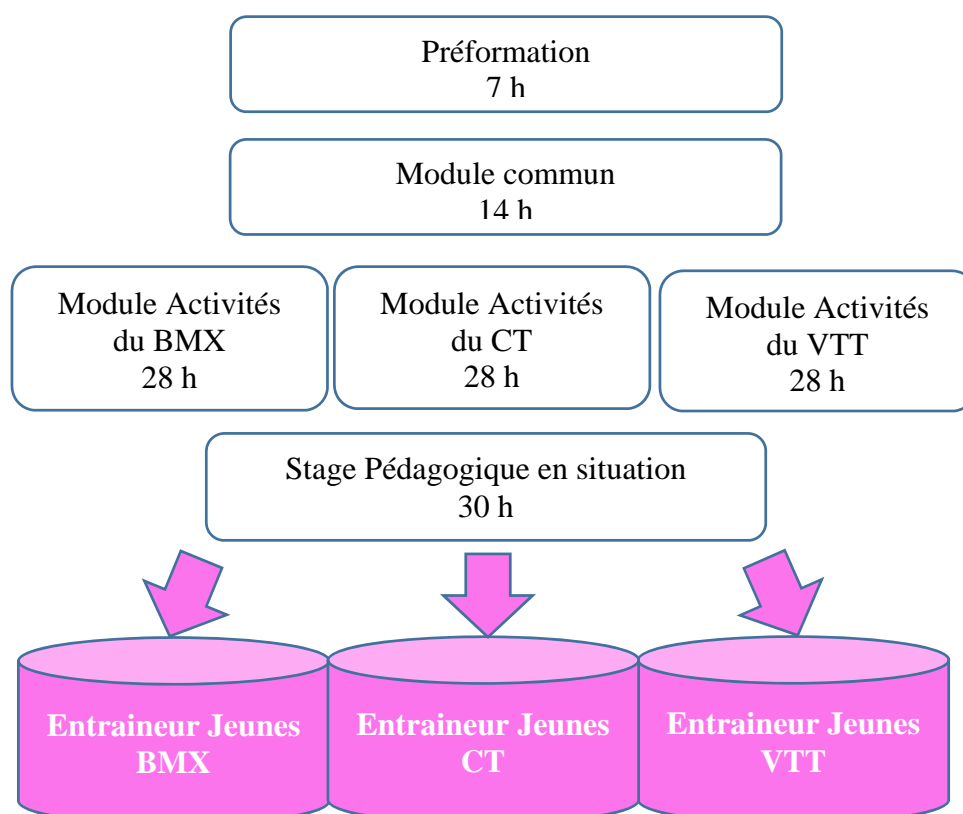 Préformation
7 h
Module commun
14 h
Module Activités
du BMX
28 h
Module Activités
du CT
28 h
Module Activités
du VTT
28 h
Stage Pédagogique en situation
30 h
Entraineur Jeunes
BMX
Entraineur Jeunes
CT
Entraineur Jeunes
VTT